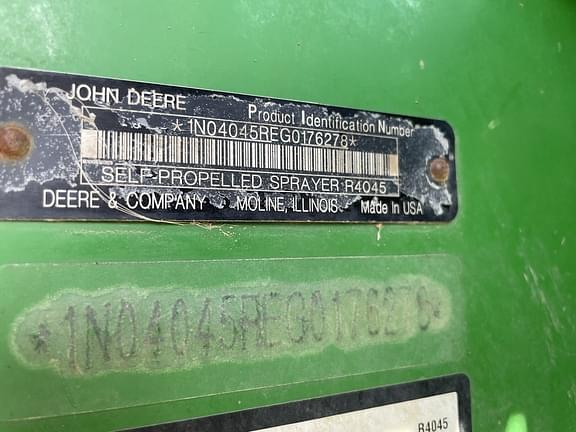 JOHN DEERE
Product Identification Number
*1N04045REG0176278*
SELF-PROPELLED SPRAYER R4045
DEERE & COMPANY MOLINE, ILLINOIS Made in USA
*1N04045REG0176278*
R4045